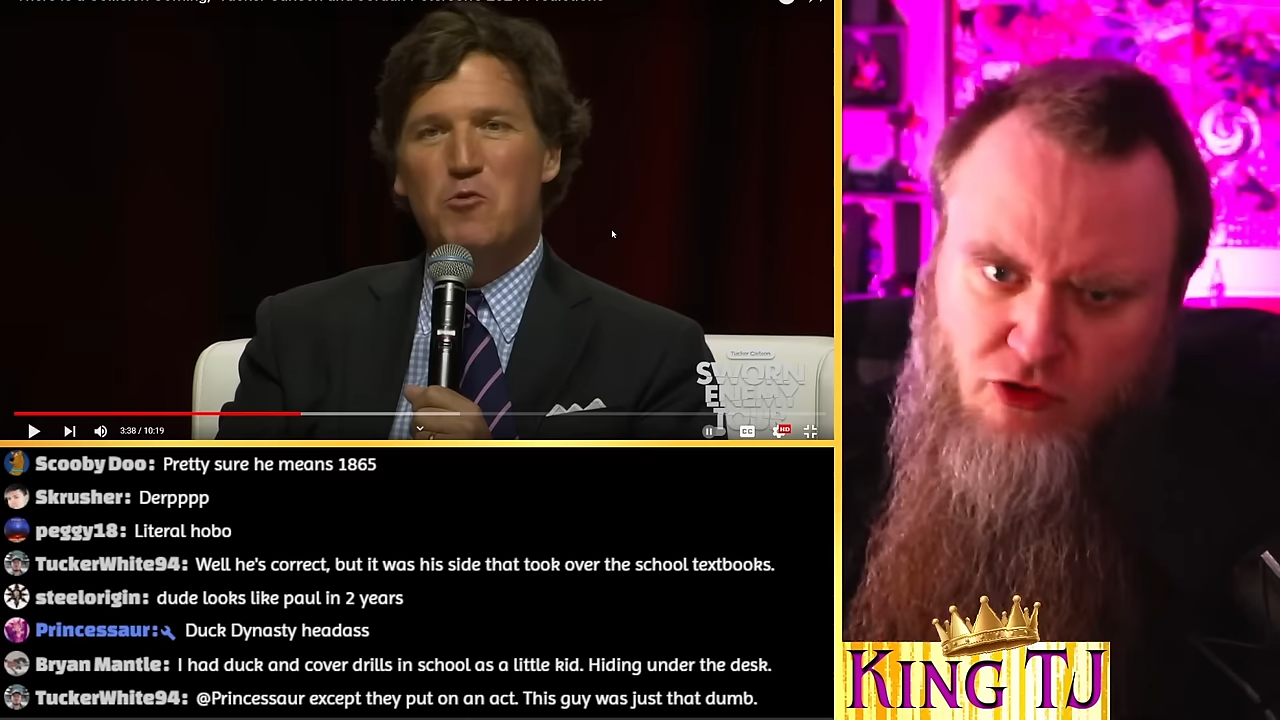 3:38 / 10:19
CC
HD
Tucker Carlson
SWORN
ENEMY
TOUR
Scooby Doo: Pretty sure he means 1865
Skrusher: Derpppp
peggy18: Literal hobo
TuckerWhite94: Well he's correct, but it was his side that took over the school textbooks.
steelorigin: dude looks like paul in 2 years
Princessaur: Duck Dynasty headass
Bryan Mantle: I had duck and cover drills in school as a little kid. Hiding under the desk.
TuckerWhite94: @Princessaur except they put on an act. This guy was just that dumb.
KING TJ